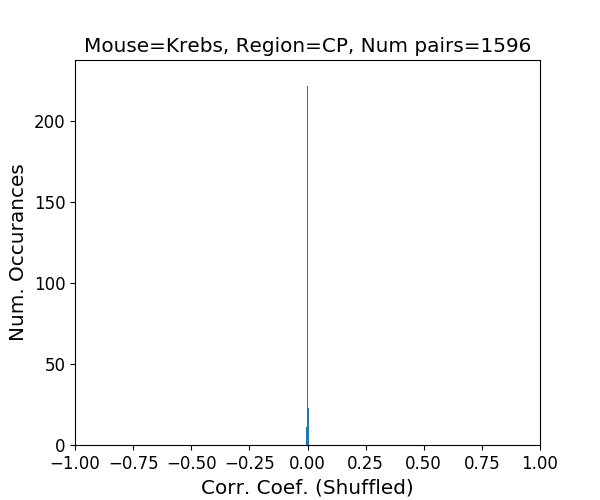 Mouse=Krebs, Region=CP, Num pairs=1596
Num. Occurances
200
150
100
50
0
−1.00 −0.75 −0.50 −0.25 0.00 0.25 0.50 0.75 1.00
Corr. Coef. (Shuffled)